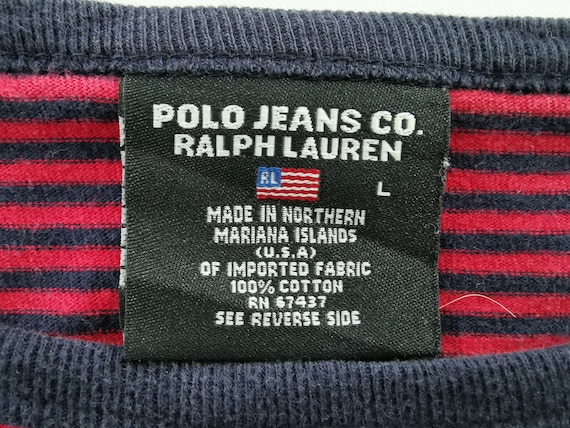 POLO JEANS CO.
RALPH LAUREN
RL
L
MADE IN NORTHERN
MARIANA ISLANDS
(U.S.A)
OF IMPORTED FABRIC
100% COTTON
RN 67437
SEE REVERSE SIDE